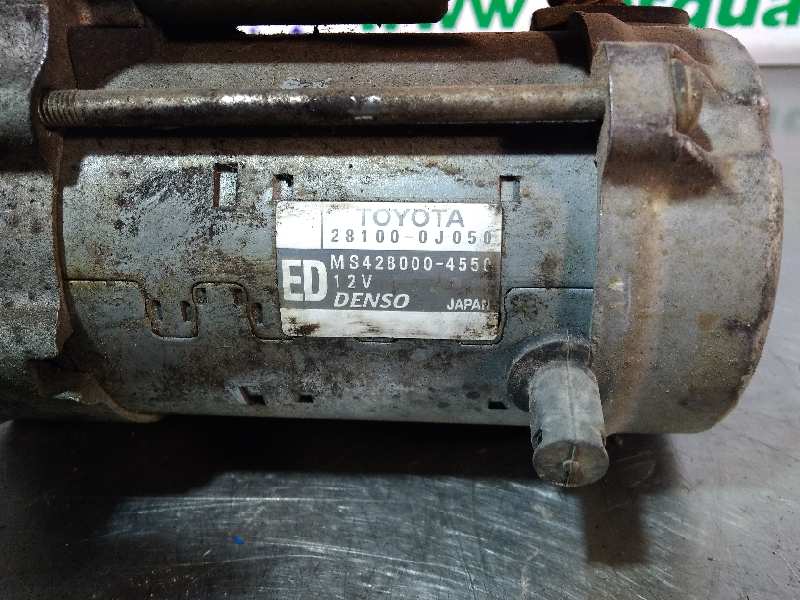 TOYOTA
28100-0J050
MS428000-4550
ED
12V
DENSO
JAPAN